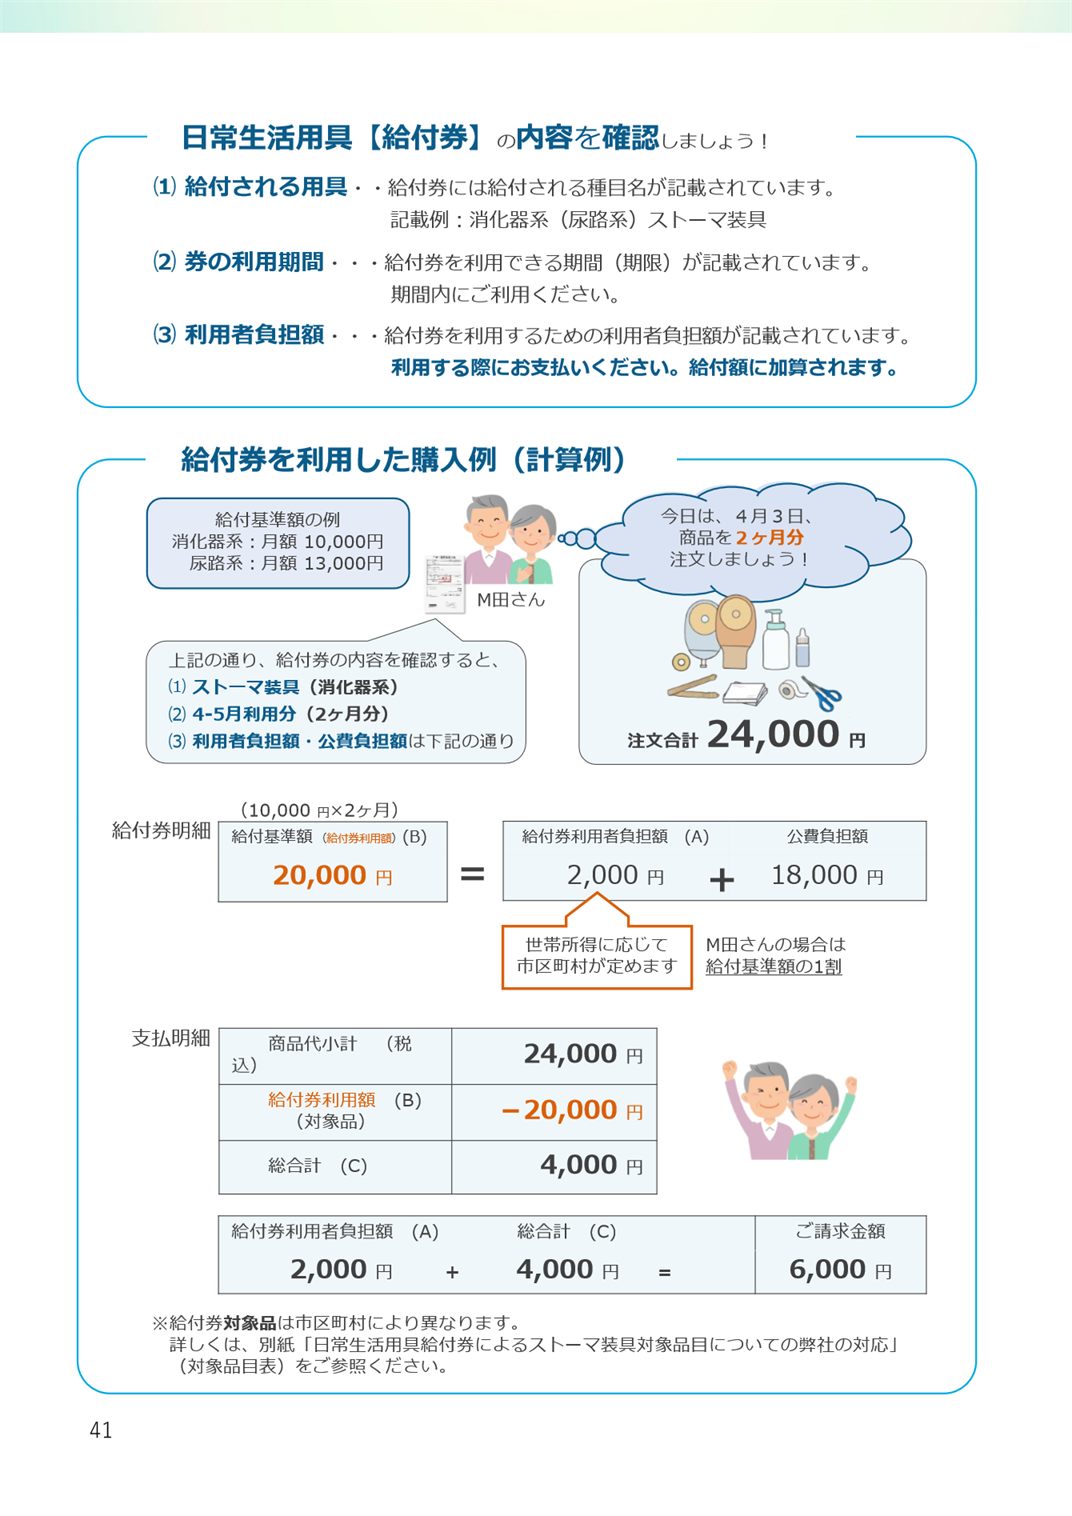 日常生活用具【給付券】の内容を確認しましょう！
⑴ 給付される用具・・給付券には給付される種目名が記載されています。
記載例：消化器系（尿路系）ストーマ装具
⑵ 券の利用期間・・・給付券を利用できる期間（期限）が記載されています。
期間内にご利用ください。
⑶ 利用者負担額・・・給付券を利用するための利用者負担額が記載されています。
利用する際にお支払いください。給付額に加算されます。
給付券を利用した購入例（計算例）
給付基準額の例
消化器系：月額 10,000円
尿路系：月額 13,000円
M田さん
今日は、４月３日、
商品を２ヶ月分
注文しましょう！
上記の通り、給付券の内容を確認すると、
⑴ ストーマ装具（消化器系）
⑵ 4-5月利用分（2ヶ月分）
⑶ 利用者負担額・公費負担額は下記の通り
注文合計 24,000 円
（10,000 円×2ヶ月）
給付券明細
給付基準額（給付券利用額）(B)
20,000 円
=
給付券利用者負担額 (A)
2,000 円
+
公費負担額
18,000 円
世帯所得に応じて
市区町村が定めます
M田さんの場合は
給付基準額の1割
支払明細
商品代小計 （税
込）
24,000 円
給付券利用額 (B)
（対象品）
－20,000 円
総合計 (C)
4,000 円
給付券利用者負担額 (A) 総合計 (C) ご請求金額
2,000 円 + 4,000 円 = 6,000 円
※給付券対象品は市区町村により異なります。
詳しくは、別紙「日常生活用具給付券によるストーマ装具対象品目についての弊社の対応」
（対象品目表）をご参照ください。
41